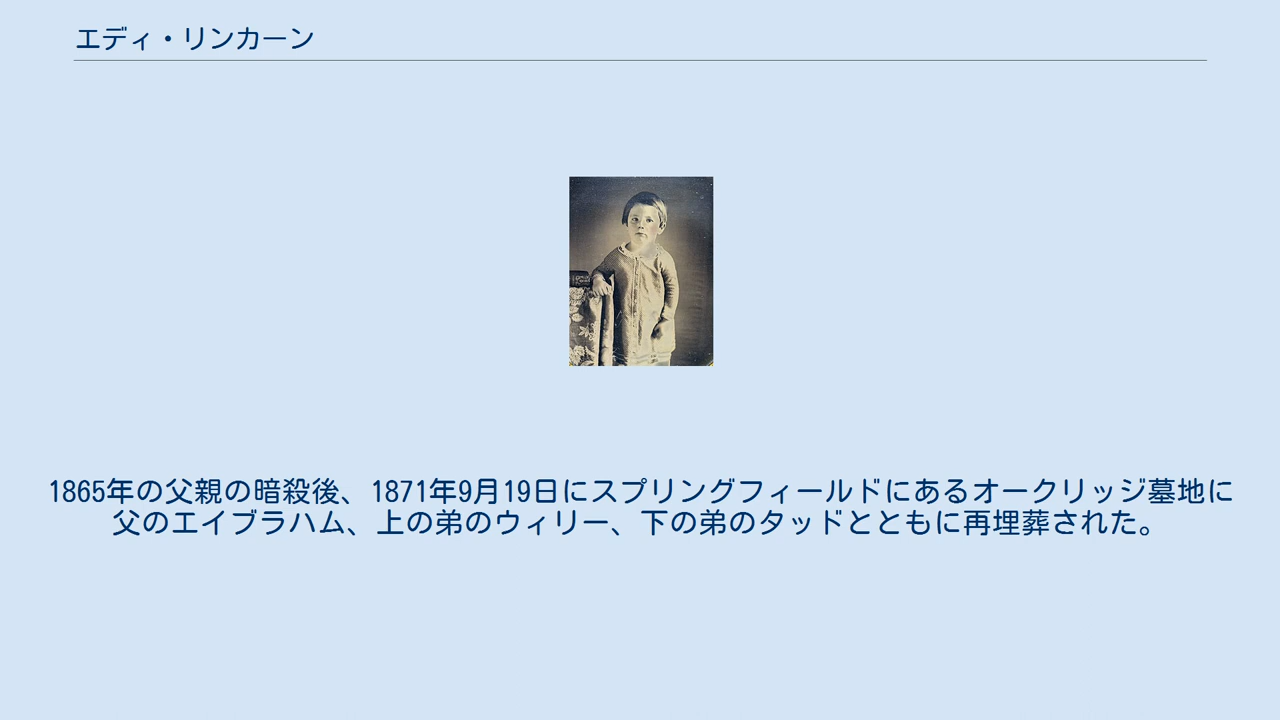 エディ・リンカーン
1865年の父親の暗殺後、1871年9月19日にスプリングフィールドにあるオークリッジ墓地に
父のエイブラハム、上の弟のウィリー、下の弟のタッドとともに再埋葬された。